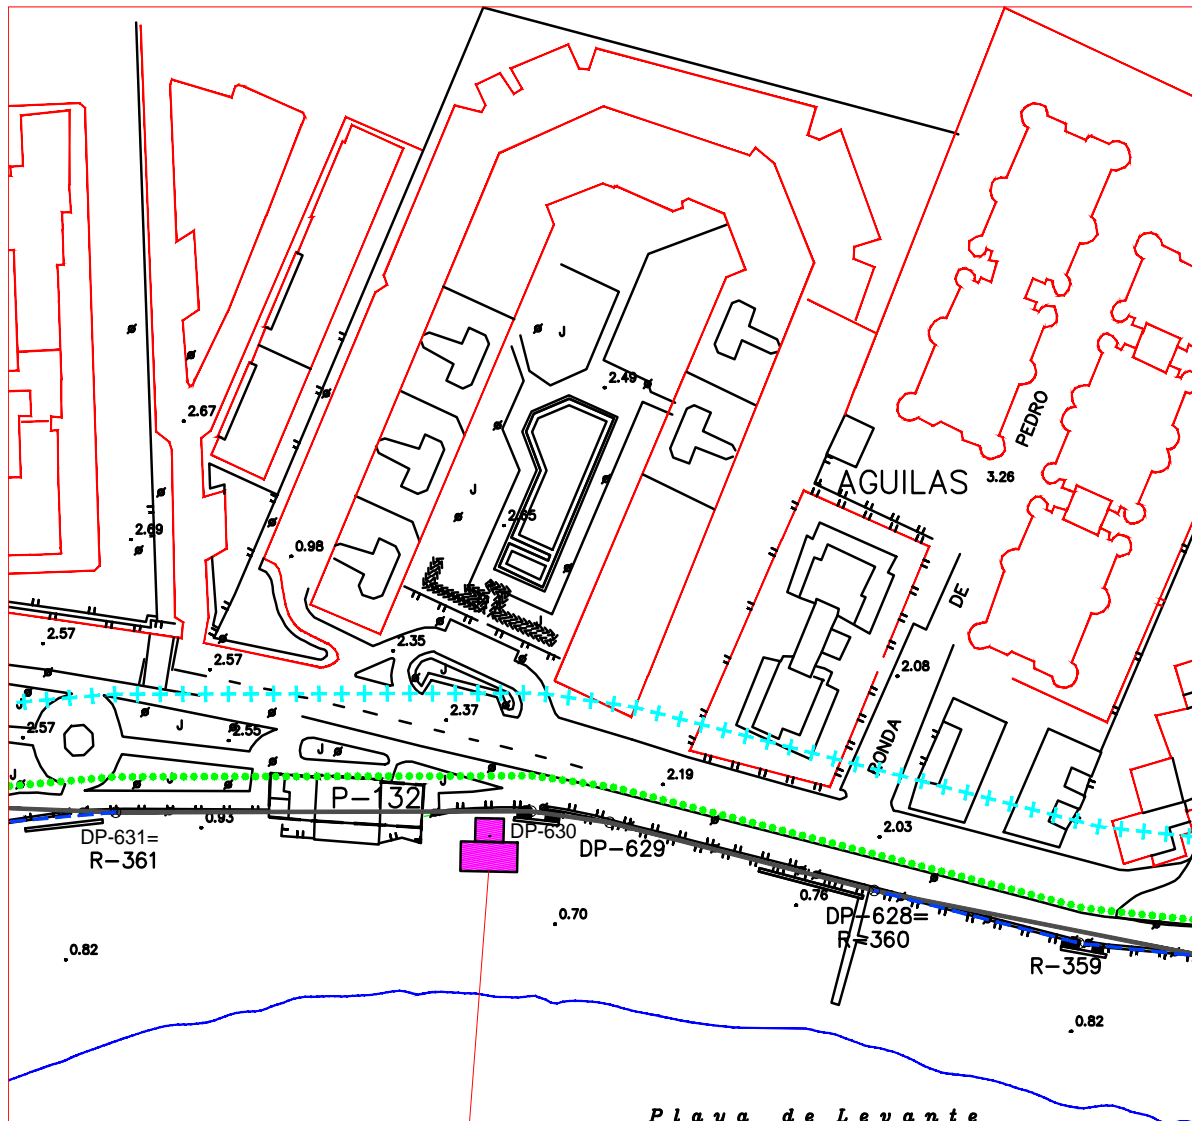 2.49
2.67
PEDRO
AGUILAS
3.26
J
J
2.69
0.98
DE
2.57
2.35
2.57
2.08
J
2.37
J
2.57
2.55
J
RONDA
2.19
J
J
J
P-132
0.93
2.03
DP-631=
R-361
DP-630
DP-629
0.76
0.70
DP-628=
R-360
0.82
R-359
0.82
Playa de Levante